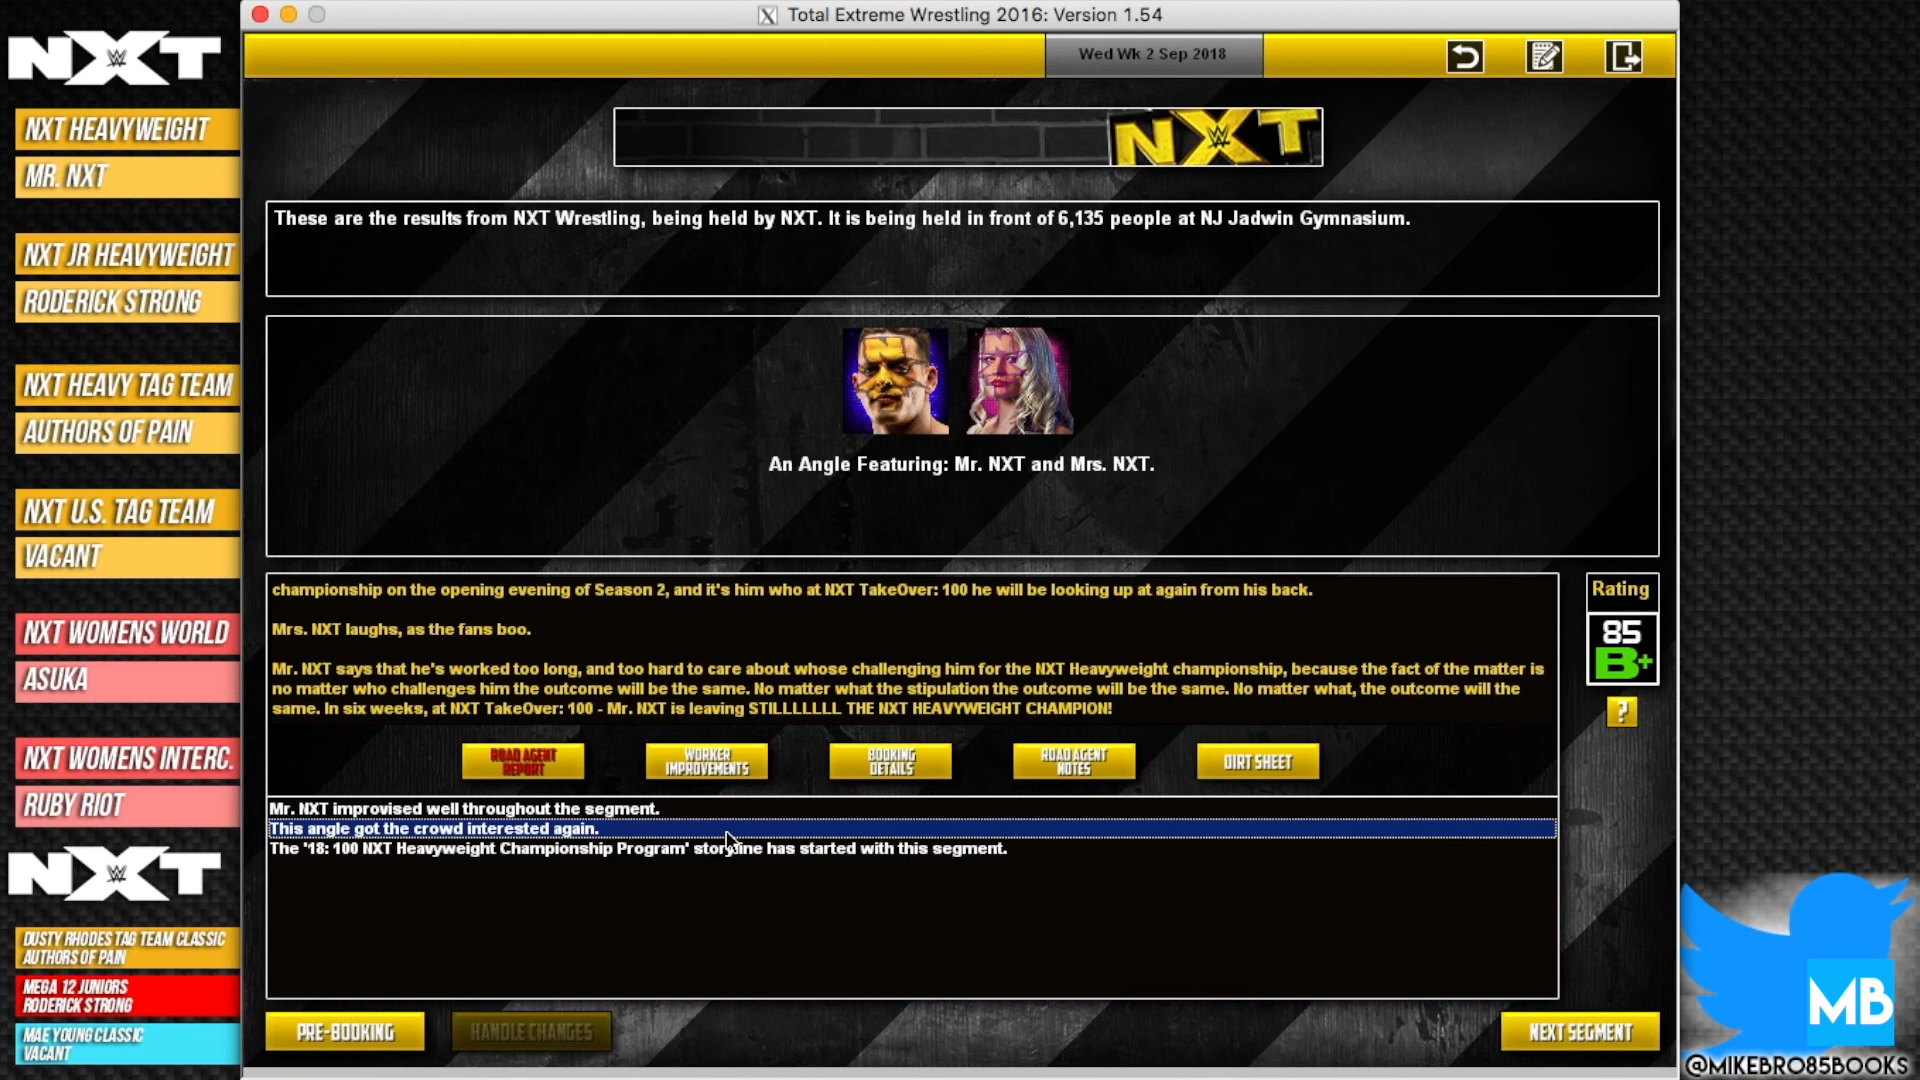 Total Extreme Wrestling 2016: Version 1.54
Wed Wk 2 Sep 2018
NXT
NXT HEAVYWEIGHT
MR. NXT
NXT JR HEAVYWEIGHT
RODERICK STRONG
NXT HEAVY TAG TEAM
AUTHORS OF PAIN
NXT U.S. TAG TEAM
VACANT
NXT WOMENS WORLD
ASUKA
NXT WOMENS INTERC.
RUBY RIOT
NXT
DUSTY RHODES TAG TEAM CLASSIC
AUTHORS OF PAIN
MEGA 12 JUNIORS
RODERICK STRONG
MAE YOUNG CLASSIC
VACANT
NXT
These are the results from NXT Wrestling, being held by NXT. It is being held in front of 6,135 people at NJ Jadwin Gymnasium.
An Angle Featuring: Mr. NXT and Mrs. NXT.
championship on the opening evening of Season 2, and it's him who at NXT TakeOver: 100 he will be looking up at again from his back.
Mrs. NXT laughs, as the fans boo.
Mr. NXT says that he's worked too long, and too hard to care about whose challenging him for the NXT Heavyweight championship, because the fact of the matter is
no matter who challenges him the outcome will be the same. No matter what the stipulation the outcome will be the same. No matter what, the outcome will the
same. In six weeks, at NXT TakeOver: 100 - Mr. NXT is leaving STILLLLLLL THE NXT HEAVYWEIGHT CHAMPION!
Rating
85
B+
?
ROAD AGENT
REPORT
WORKER
IMPROVEMENTS
BOOKING
DETAILS
ROAD AGENT
NOTES
DIRT SHEET
Mr. NXT improvised well throughout the segment.
This angle got the crowd interested again.
The '18: 100 NXT Heavyweight Championship Program' storyline has started with this segment.
PRE-BOOKING
HANDLE CHANGES
NEXT SEGMENT
MB
@MIKEBRO85BOOKS